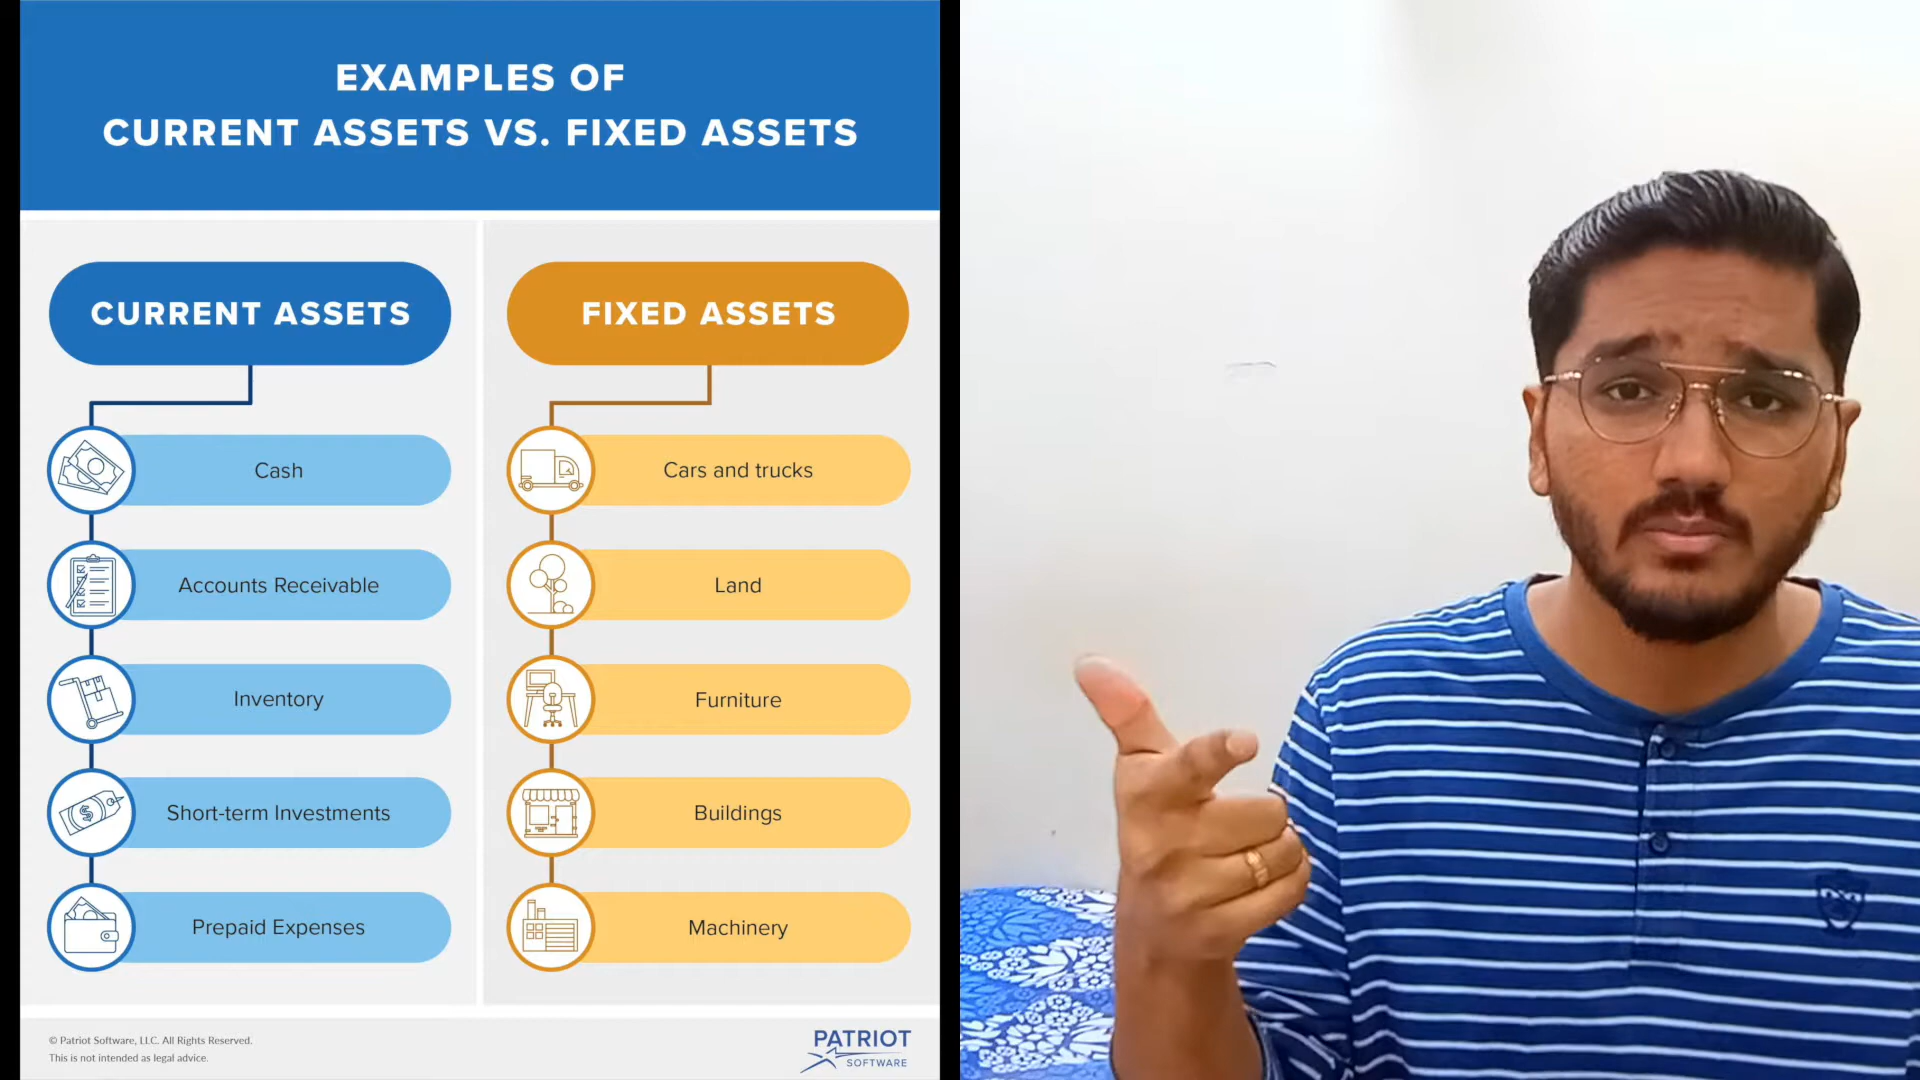 EXAMPLES OF
CURRENT ASSETS VS. FIXED ASSETS
CURRENT ASSETS
Cash
Accounts Receivable
Inventory
Short-term Investments
Prepaid Expenses
FIXED ASSETS
Cars and trucks
Land
Furniture
Buildings
Machinery
© Patriot Software, LLC. All Rights Reserved.
This is not intended as legal advice.
PATRIOT
SOFTWARE